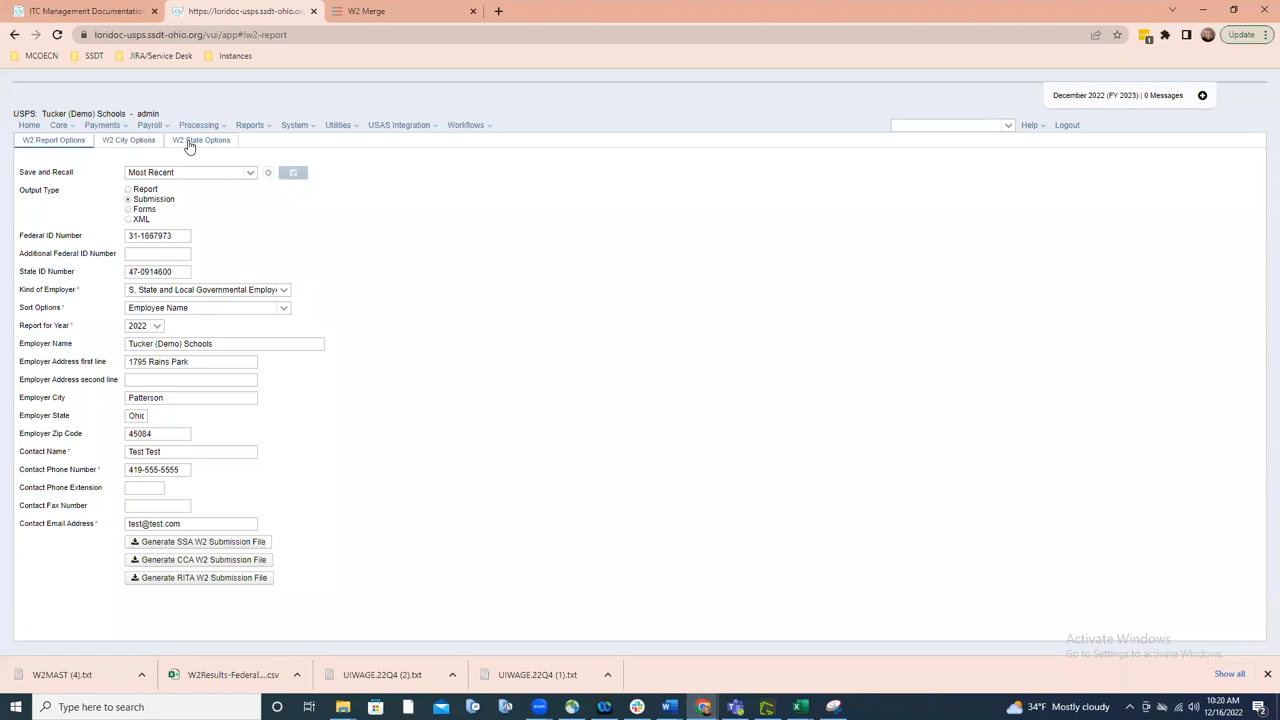 ITC Management Documentation
https://loridoc-usps.ssdt-ohio.or
W2 Merge
loridoc-usps.ssdt-ohio.org/vui/app#!w2-report
Update
MCOECN
SSDT
JIRA/Service Desk
Instances
December 2022 (FY 2023) | 0 Messages
USPS: Tucker (Demo) Schools - admin
Home Core Payments Payroll Processing Reports System Utilities USAS Integration Workflows Help Logout
W2 Report Options W2 City Options W2 State Options
Save and Recall Most Recent
Output Type Report
Submission
Forms
XML
Federal ID Number 31-1667973
Additional Federal ID Number
State ID Number 47-0914600
Kind of Employer * S, State and Local Governmental Employ
Sort Options * Employee Name
Report for Year * 2022
Employer Name Tucker (Demo) Schools
Employer Address first line 1795 Rains Park
Employer Address second line
Employer City Patterson
Employer State Ohio
Employer Zip Code 45084
Contact Name * Test Test
Contact Phone Number * 419-555-5555
Contact Phone Extension
Contact Fax Number
Contact Email Address * test@test.com
Generate SSA W2 Submission File
Generate CCA W2 Submission File
Generate RITA W2 Submission File
Activate Windows
Go to Settings to activate Windows.
W2MAST (4).txt
W2Results-Federal....csv
UIWAGE.22Q4 (2).txt
UIWAGE.22Q4 (1).txt
Show all
Type here to search
34°F Mostly cloudy
10:20 AM
12/16/2022
2